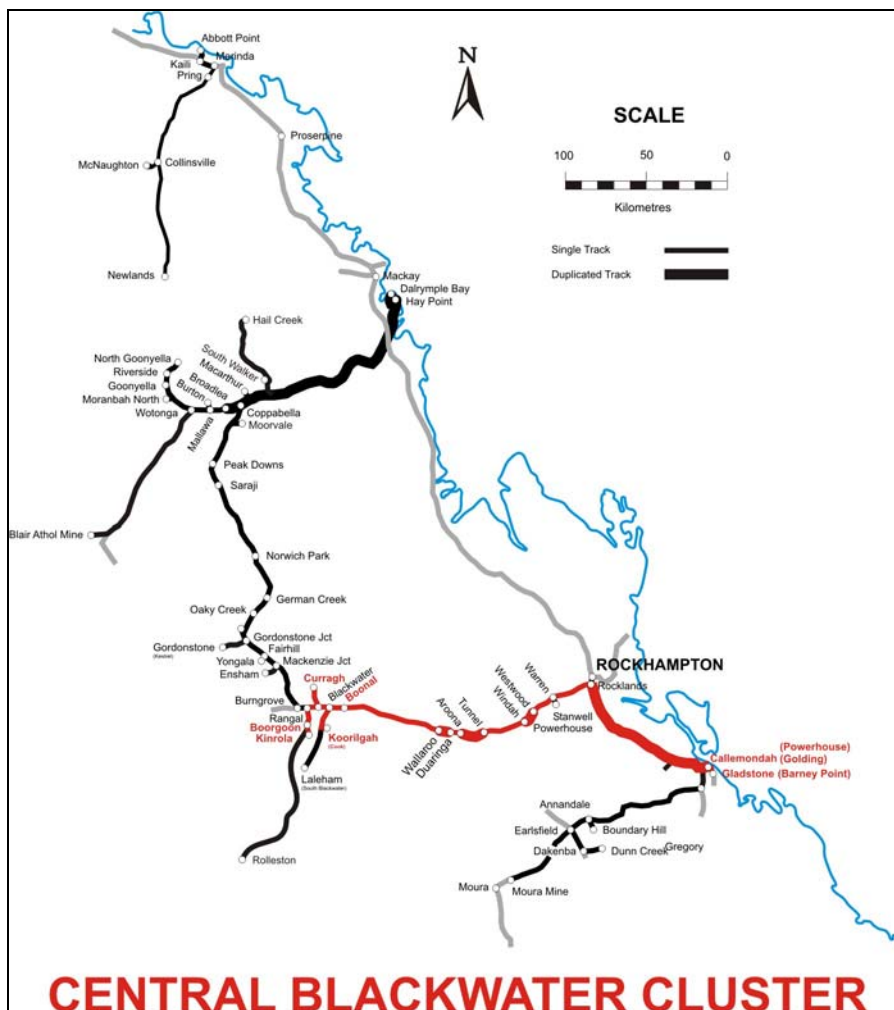 Abbott Point
Kaili
Merinda
Pring
N
SCALE
100
50
0
Kilometres
Proserpine
McNaughton
Collinsville
Single Track
Duplicated Track
Newlands
Mackay
Dalrymple Bay
Hay Point
Hail Creek
North Goonyella
South Walker
Riverside
Macarthur
Goonyella
Broadlea
Moranbah North
Burton
Wotonga
Mallawa
Coppabella
Moorvale
Peak Downs
Saraji
Blair Athol Mine
Norwich Park
German Creek
Oaky Creek
Gordonstone Jct
Gordonstone
(Kestrel)
Fairhill
Yongala
Mackenzie Jct
Ensham
ROCKHAMPTON
Rocklands
Curragh
Blackwater
Boonal
Burngrove
Rangal
Boorgoon
Kinrola
Koorilgah
(Cook)
Wallaroo
Duaringa
Aroona
Tunnel
Windah
Westwood
Warren
Stanwell
Powerhouse
Laleham
(South Blackwater)
Rolleston
(Powerhouse)
Callemondah (Golding)
Gladstone (Barney Point)
Annandale
Earlsfield
Boundary Hill
Dakenba
Dunn Creek
Gregory
Moura
Moura Mine
CENTRAL BLACKWATER CLUSTER